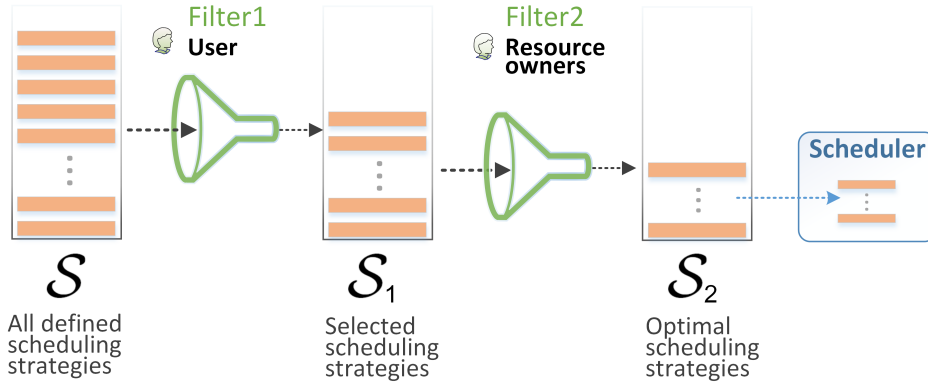 Filter1
User
Filter2
Resource
owners
Scheduler
𝒮
𝒮1
𝒮2
All defined
scheduling
strategies
Selected
scheduling
strategies
Optimal
scheduling
strategies